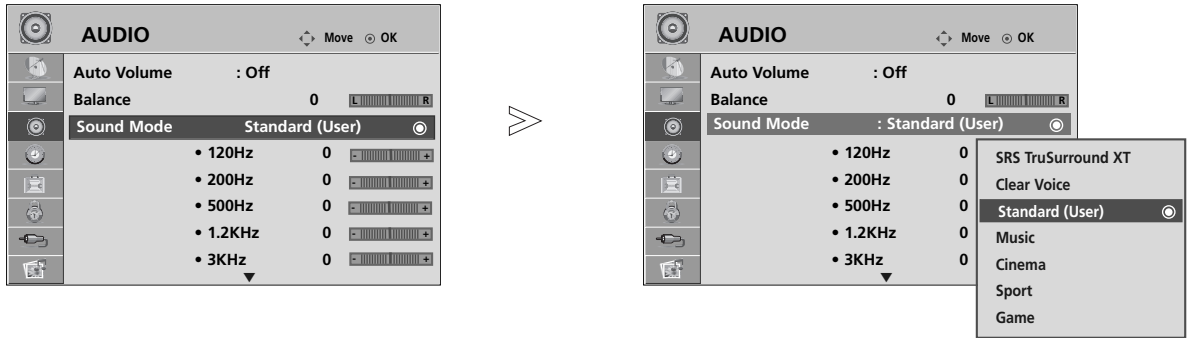 AUDIO Move OK
Auto Volume : Off
Balance 0 L R
Sound Mode Standard (User)
• 120Hz 0 - +
• 200Hz 0 - +
• 500Hz 0 - +
• 1.2KHz 0 - +
• 3KHz 0 - +
AUDIO Move OK
Auto Volume : Off
Balance 0 L R
Sound Mode : Standard (User)
• 120Hz 0
• 200Hz 0
• 500Hz 0
• 1.2KHz 0
• 3KHz 0
SRS TruSurround XT
Clear Voice
Standard (User)
Music
Cinema
Sport
Game